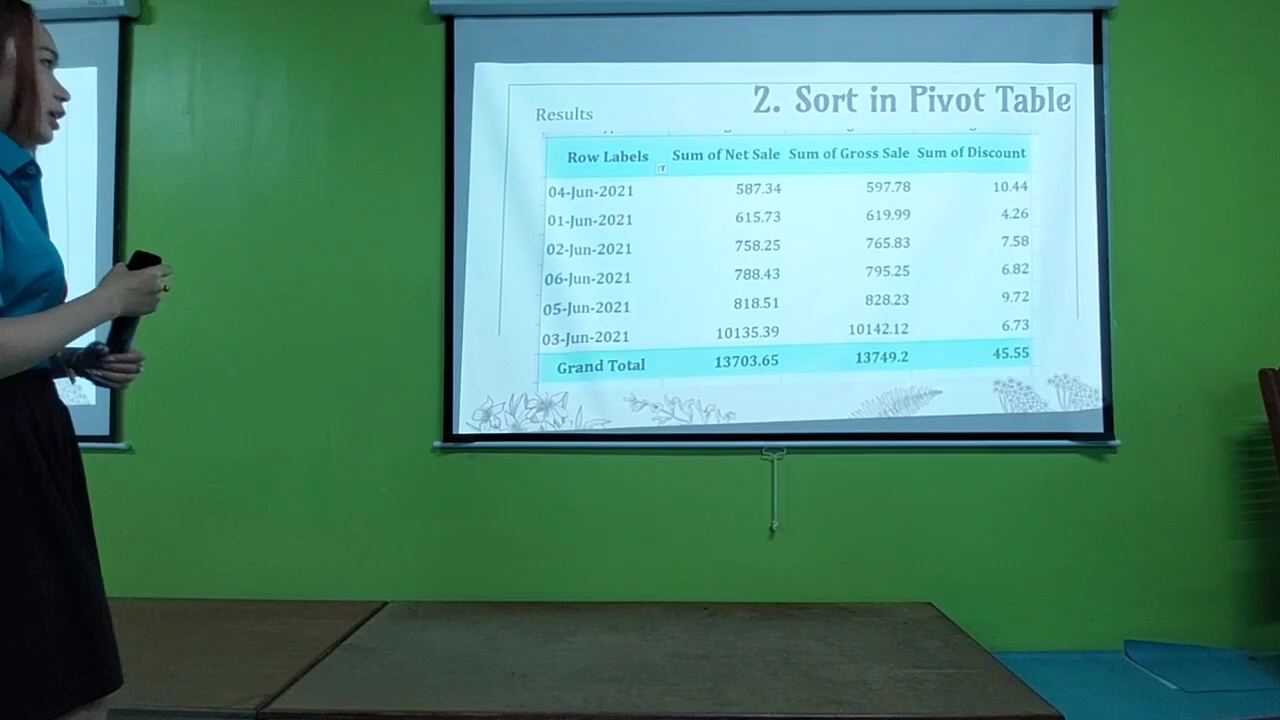 2. Sort in Pivot Table
Results
Row Labels Sum of Net Sale Sum of Gross Sale Sum of Discount
04-Jun-2021 587.34 597.78 10.44
01-Jun-2021 615.73 619.99 4.26
02-Jun-2021 758.25 765.83 7.58
06-Jun-2021 788.43 795.25 6.82
05-Jun-2021 818.51 828.23 9.72
03-Jun-2021 10135.39 10142.12 6.73
Grand Total 13703.65 13749.2 45.55